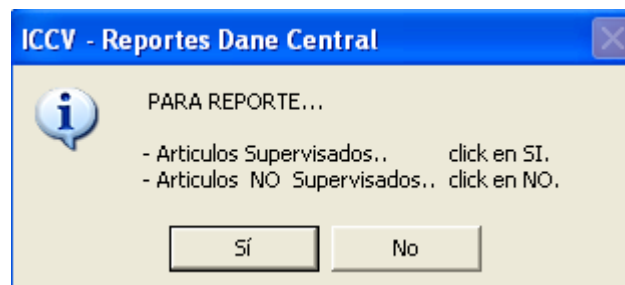 ICCV - Reportes Dane Central
PARA REPORTE...
- Articulos Supervisados.. click en SI.
- Articulos NO Supervisados.. click en NO.
Sí No